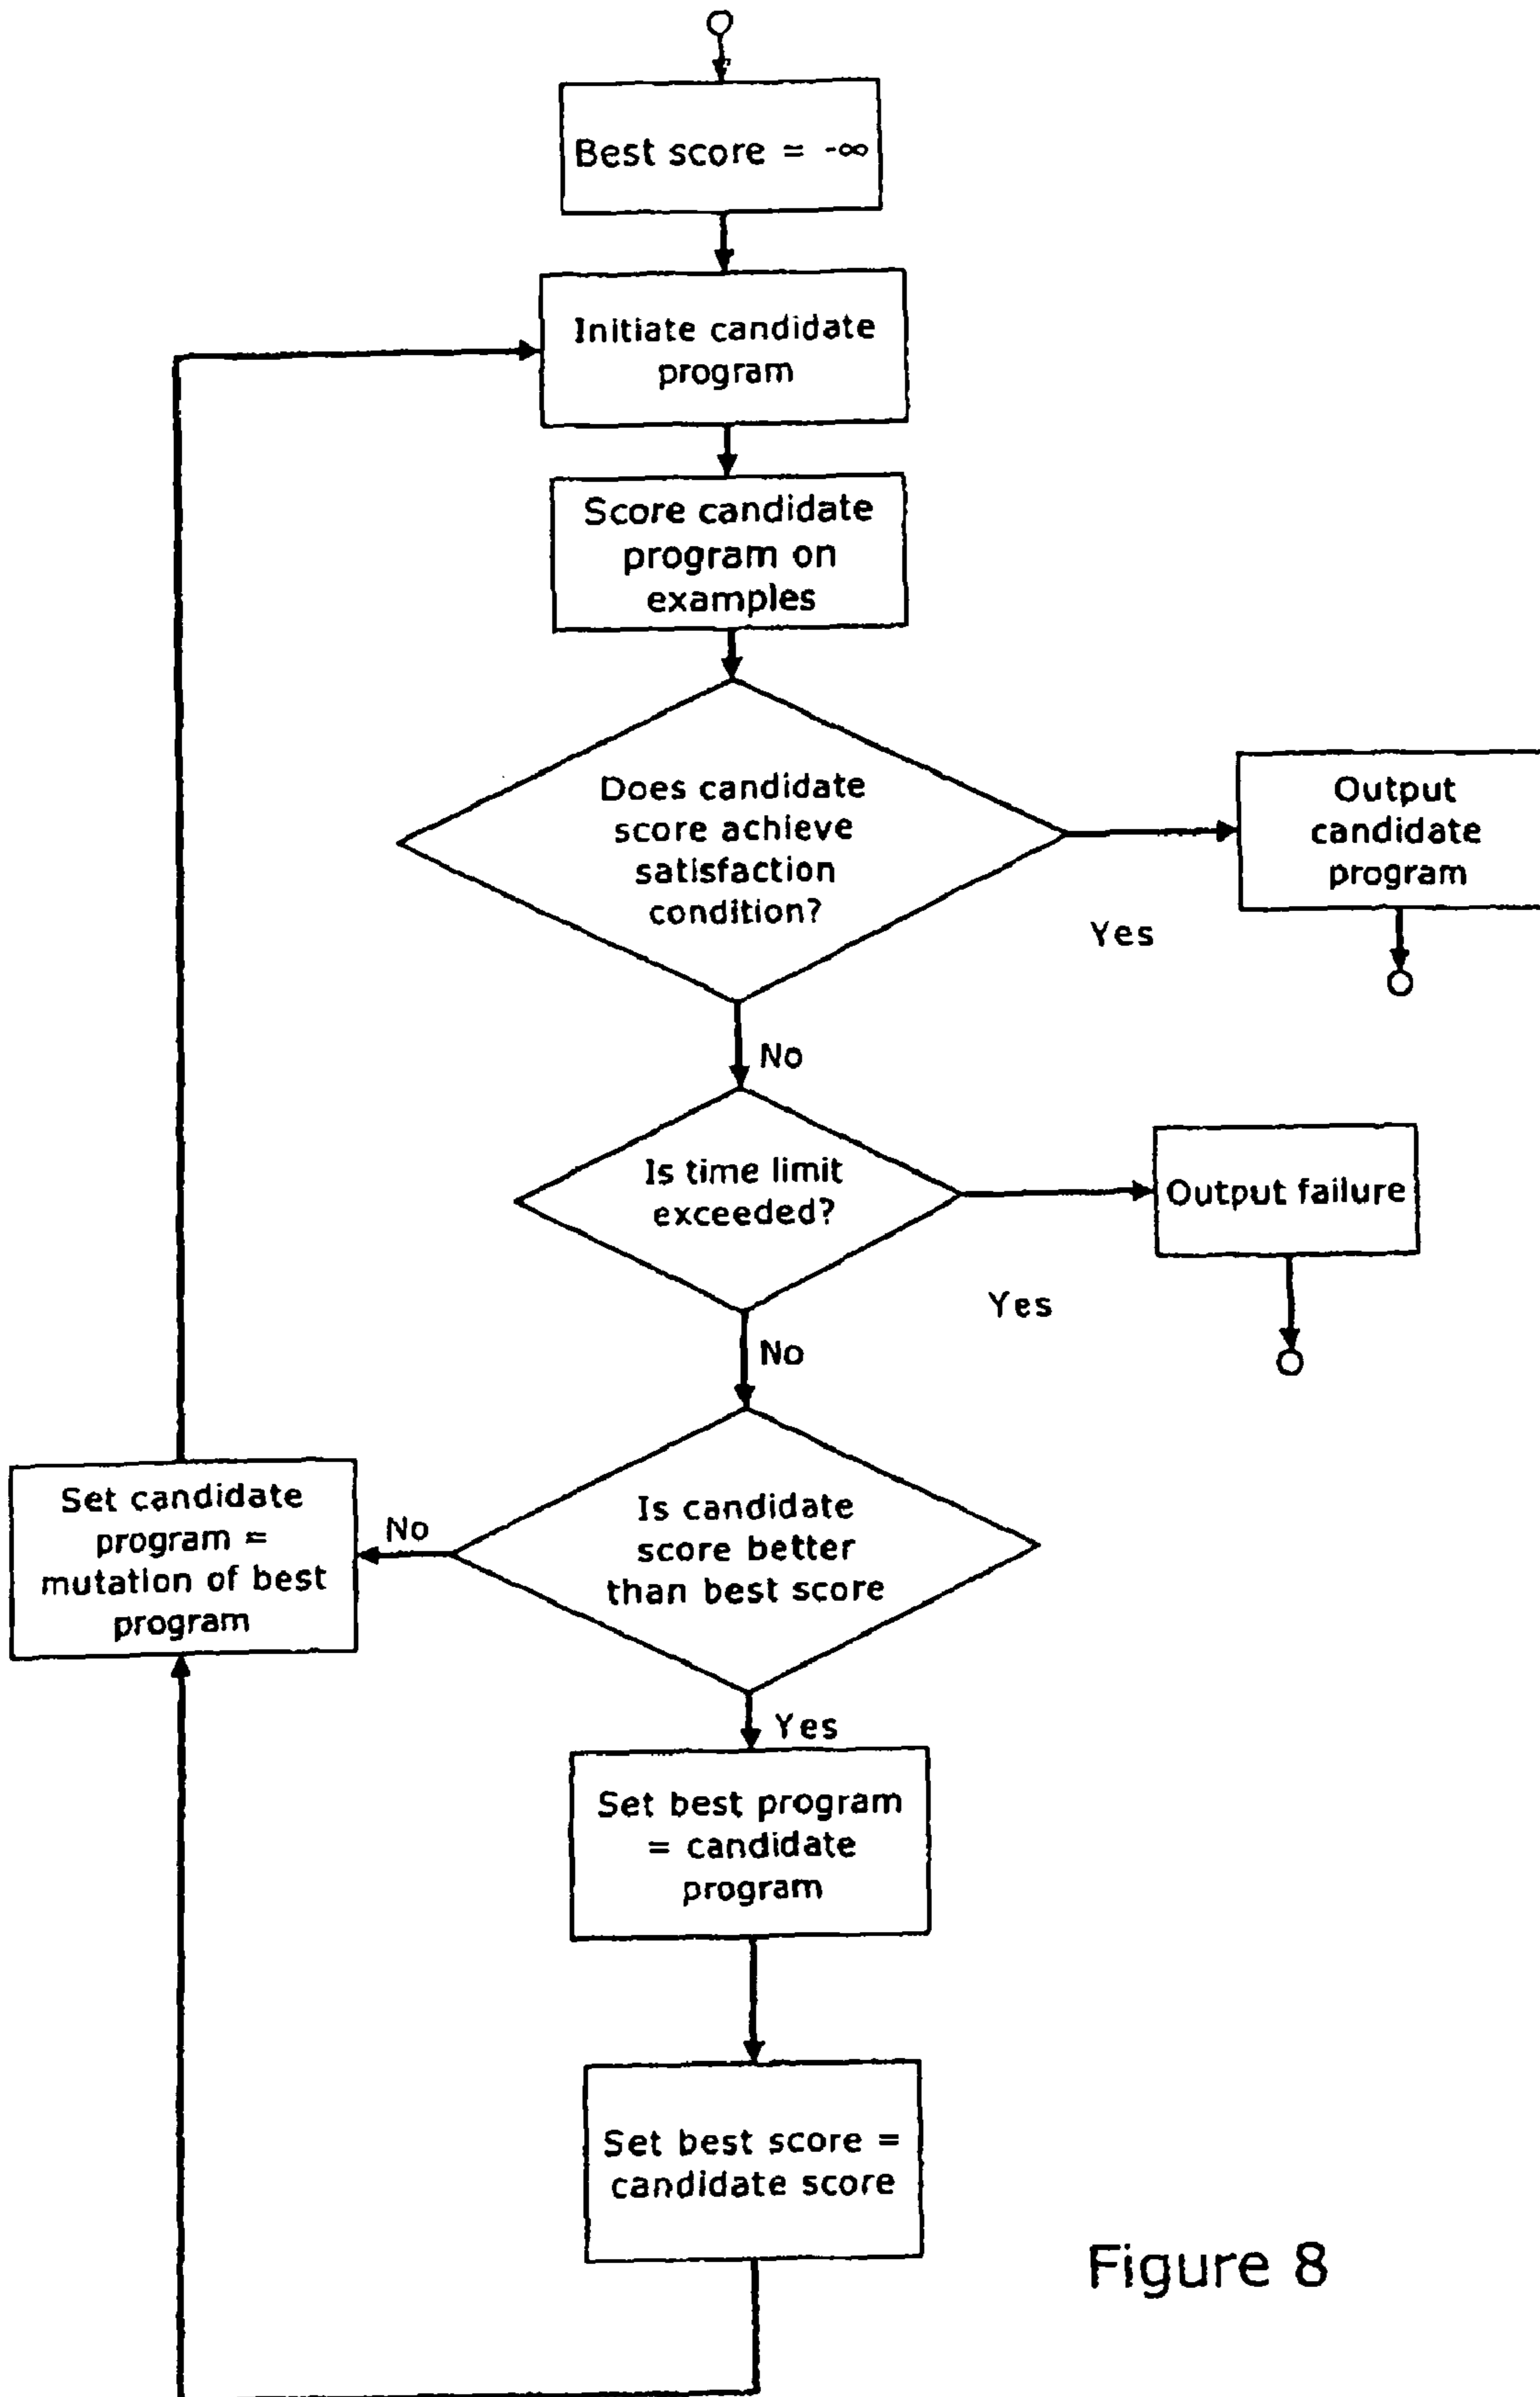 Best score = -∞
Initiate candidate
program
Score candidate
program on
examples
Does candidate
score achieve
satisfaction
condition?
Yes
Output
candidate
program
No
Is time limit
exceeded?
Yes
Output failure
No
Is candidate
score better
than best score
No
Set candidate
program =
mutation of best
program
Yes
Set best program
= candidate
program
Set best score =
candidate score
Figure 8